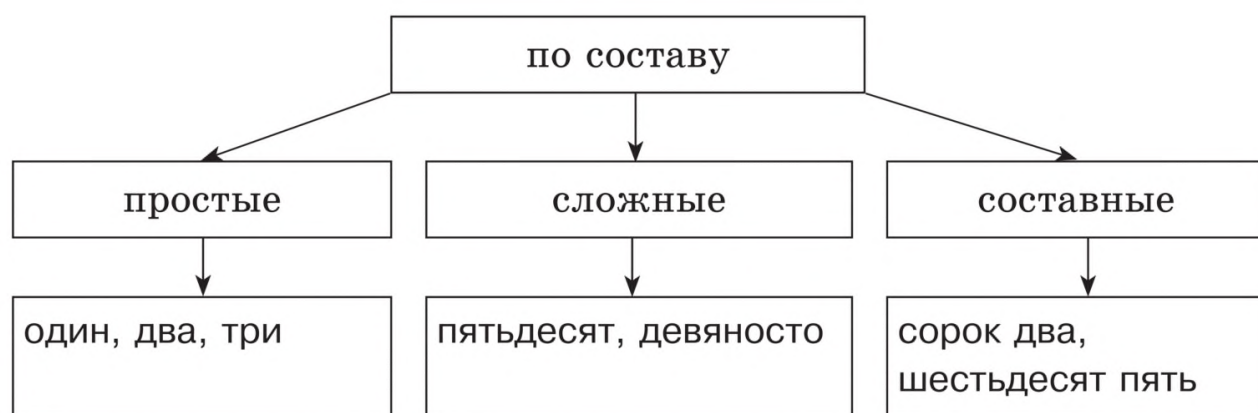 по составу
простые
сложные
составные
один, два, три
пятьдесят, девяносто
сорок два,
шестьдесят пять